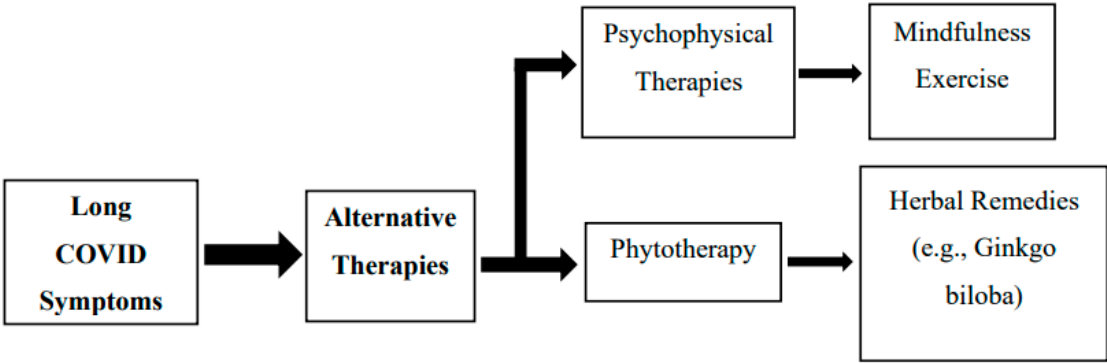 Long
COVID
Symptoms
Alternative
Therapies
Psychophysical
Therapies
Mindfulness
Exercise
Phytotherapy
Herbal Remedies
(e.g., Ginkgo
biloba)